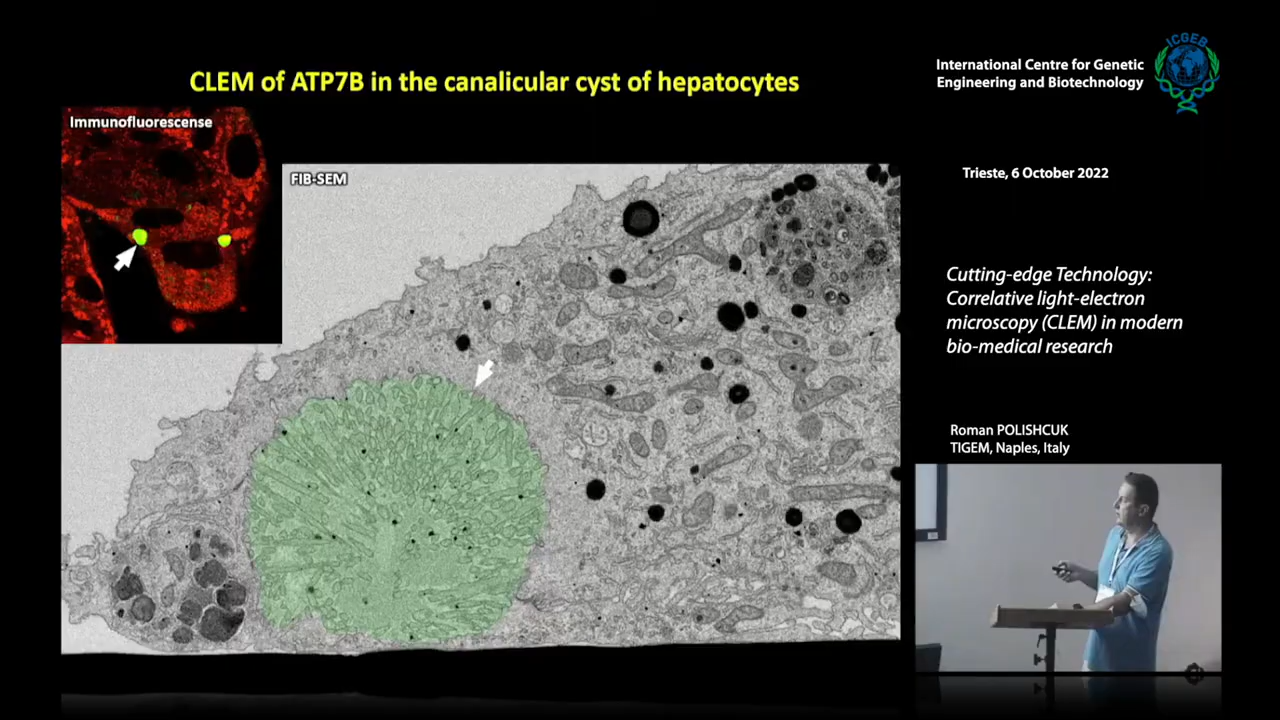 CLEM of ATP7B in the canalicular cyst of hepatocytes
Immunofluorescense
FIB-SEM
ICGEB
International Centre for Genetic
Engineering and Biotechnology
Trieste, 6 October 2022
Cutting-edge Technology:
Correlative light-electron
microscopy (CLEM) in modern
bio-medical research
Roman POLISHCUK
TIGEM, Naples, Italy